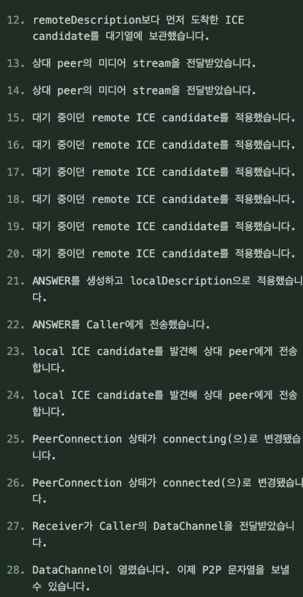 12. remoteDescription보다 먼저 도착한 ICE
candidate를 대기열에 보관했습니다.
13. 상대 peer의 미디어 stream을 전달받았습니다.
14. 상대 peer의 미디어 stream을 전달받았습니다.
15. 대기 중이던 remote ICE candidate를 적용했습니다.
16. 대기 중이던 remote ICE candidate를 적용했습니다.
17. 대기 중이던 remote ICE candidate를 적용했습니다.
18. 대기 중이던 remote ICE candidate를 적용했습니다.
19. 대기 중이던 remote ICE candidate를 적용했습니다.
20. 대기 중이던 remote ICE candidate를 적용했습니다.
21. ANSWER를 생성하고 localDescription으로 적용했습니
다.
22. ANSWER를 Caller에게 전송했습니다.
23. local ICE candidate를 발견해 상대 peer에게 전송
합니다.
24. local ICE candidate를 발견해 상대 peer에게 전송
합니다.
25. PeerConnection 상태가 connecting(으)로 변경됐습
니다.
26. PeerConnection 상태가 connected(으)로 변경됐습니
다.
27. Receiver가 Caller의 DataChannel을 전달받았습니
다.
28. DataChannel이 열렸습니다. 이제 P2P 문자열을 보낼
수 있습니다.